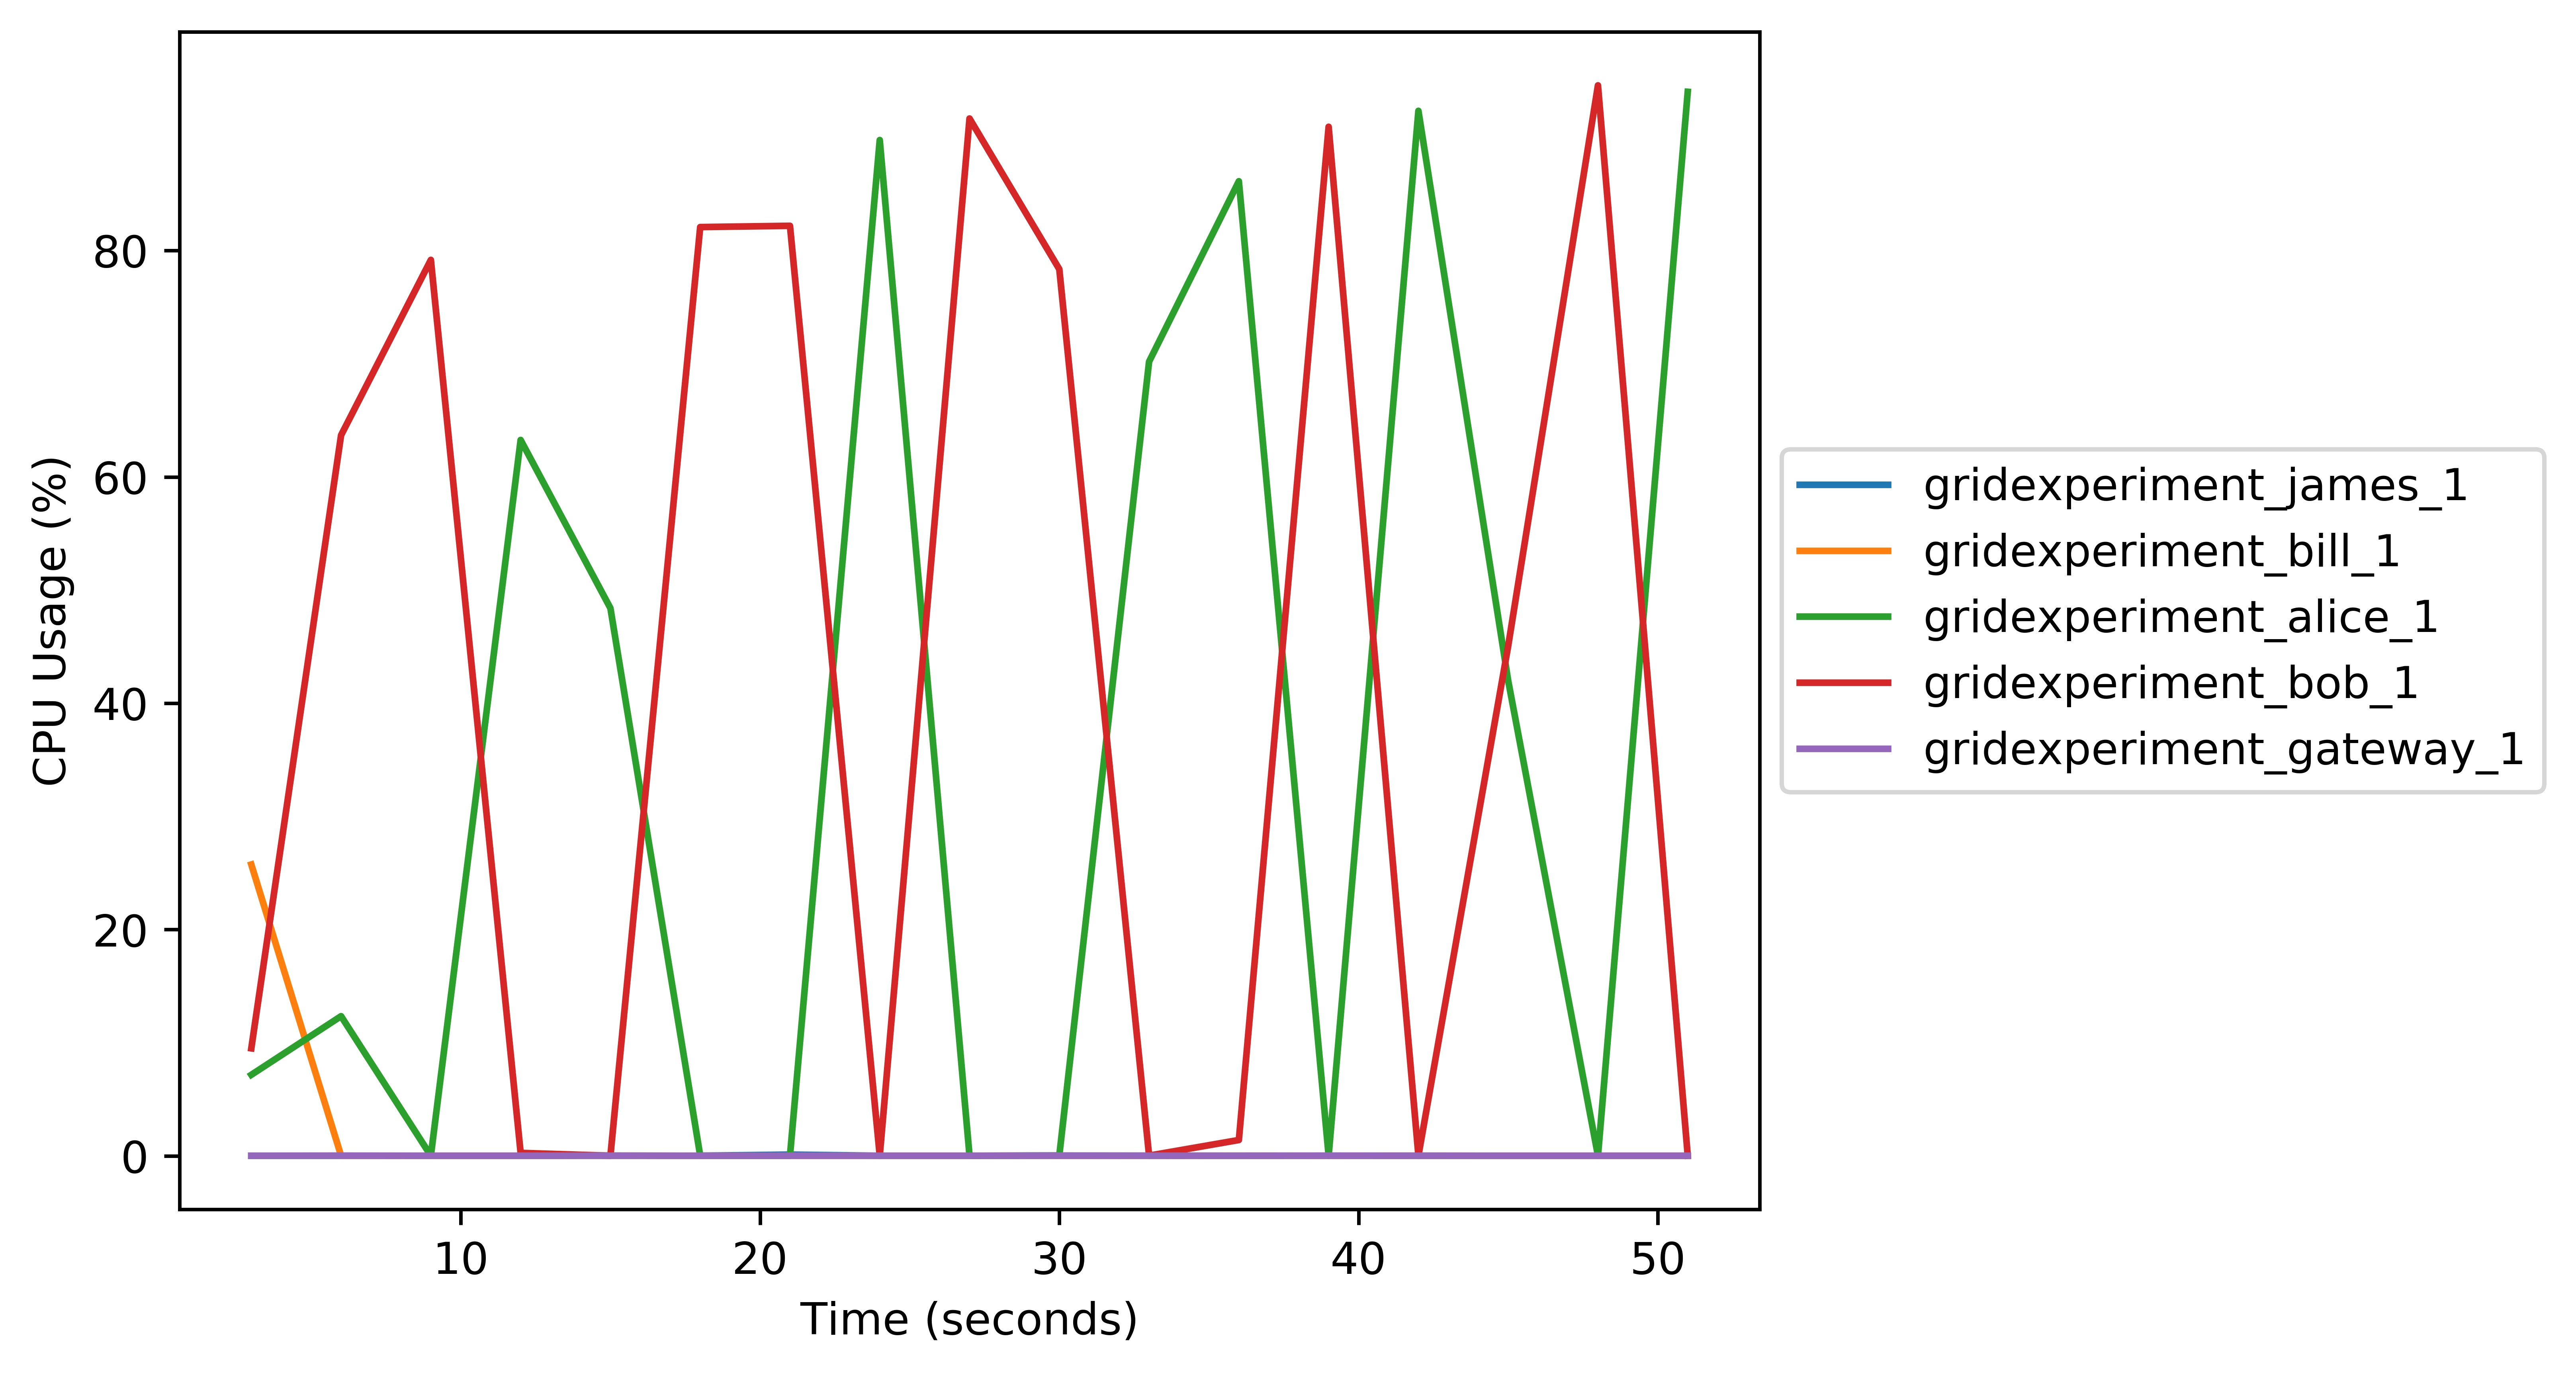 CPU Usage (%)
80
60
40
20
0
10 20 30 40 50
Time (seconds)
gridexperiment_james_1
gridexperiment_bill_1
gridexperiment_alice_1
gridexperiment_bob_1
gridexperiment_gateway_1